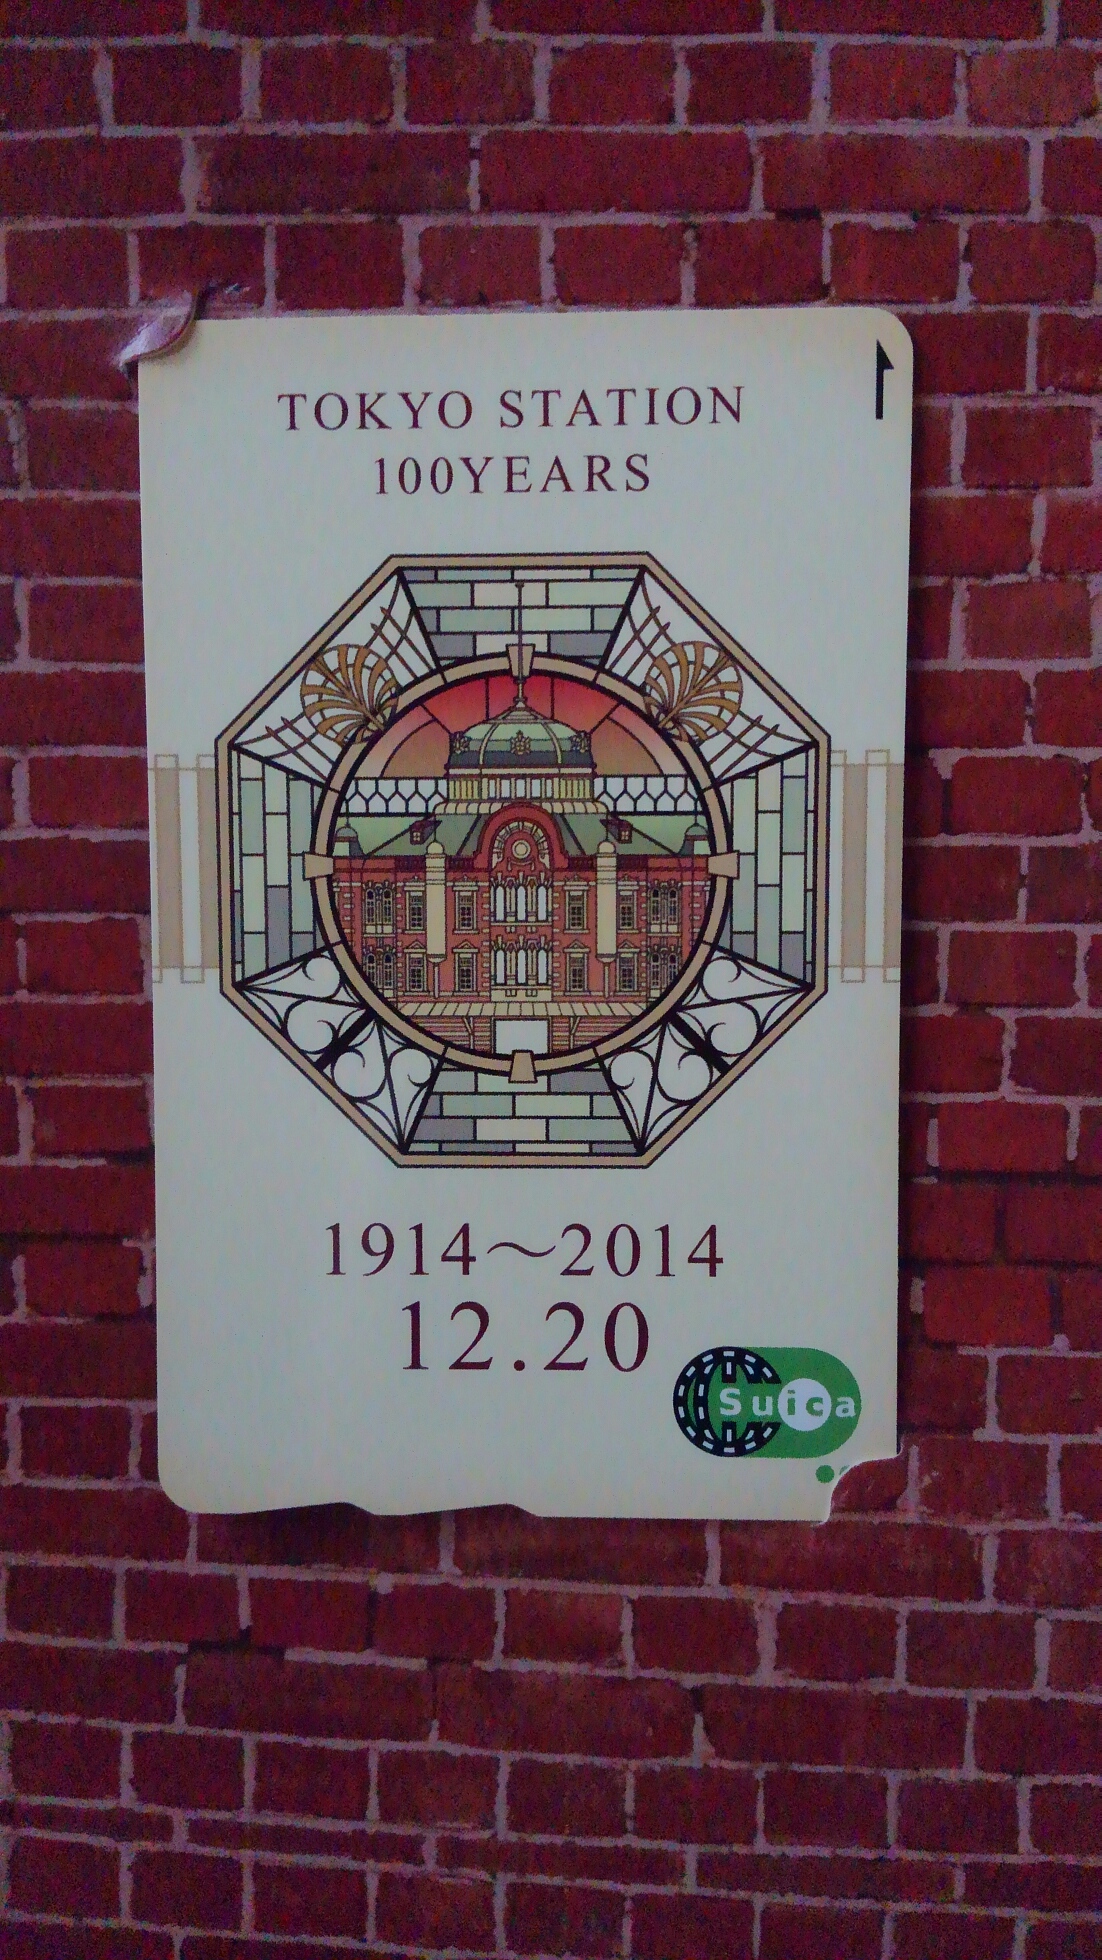 TOKYO STATION
100YEARS
1914～2014
12.20
Suica